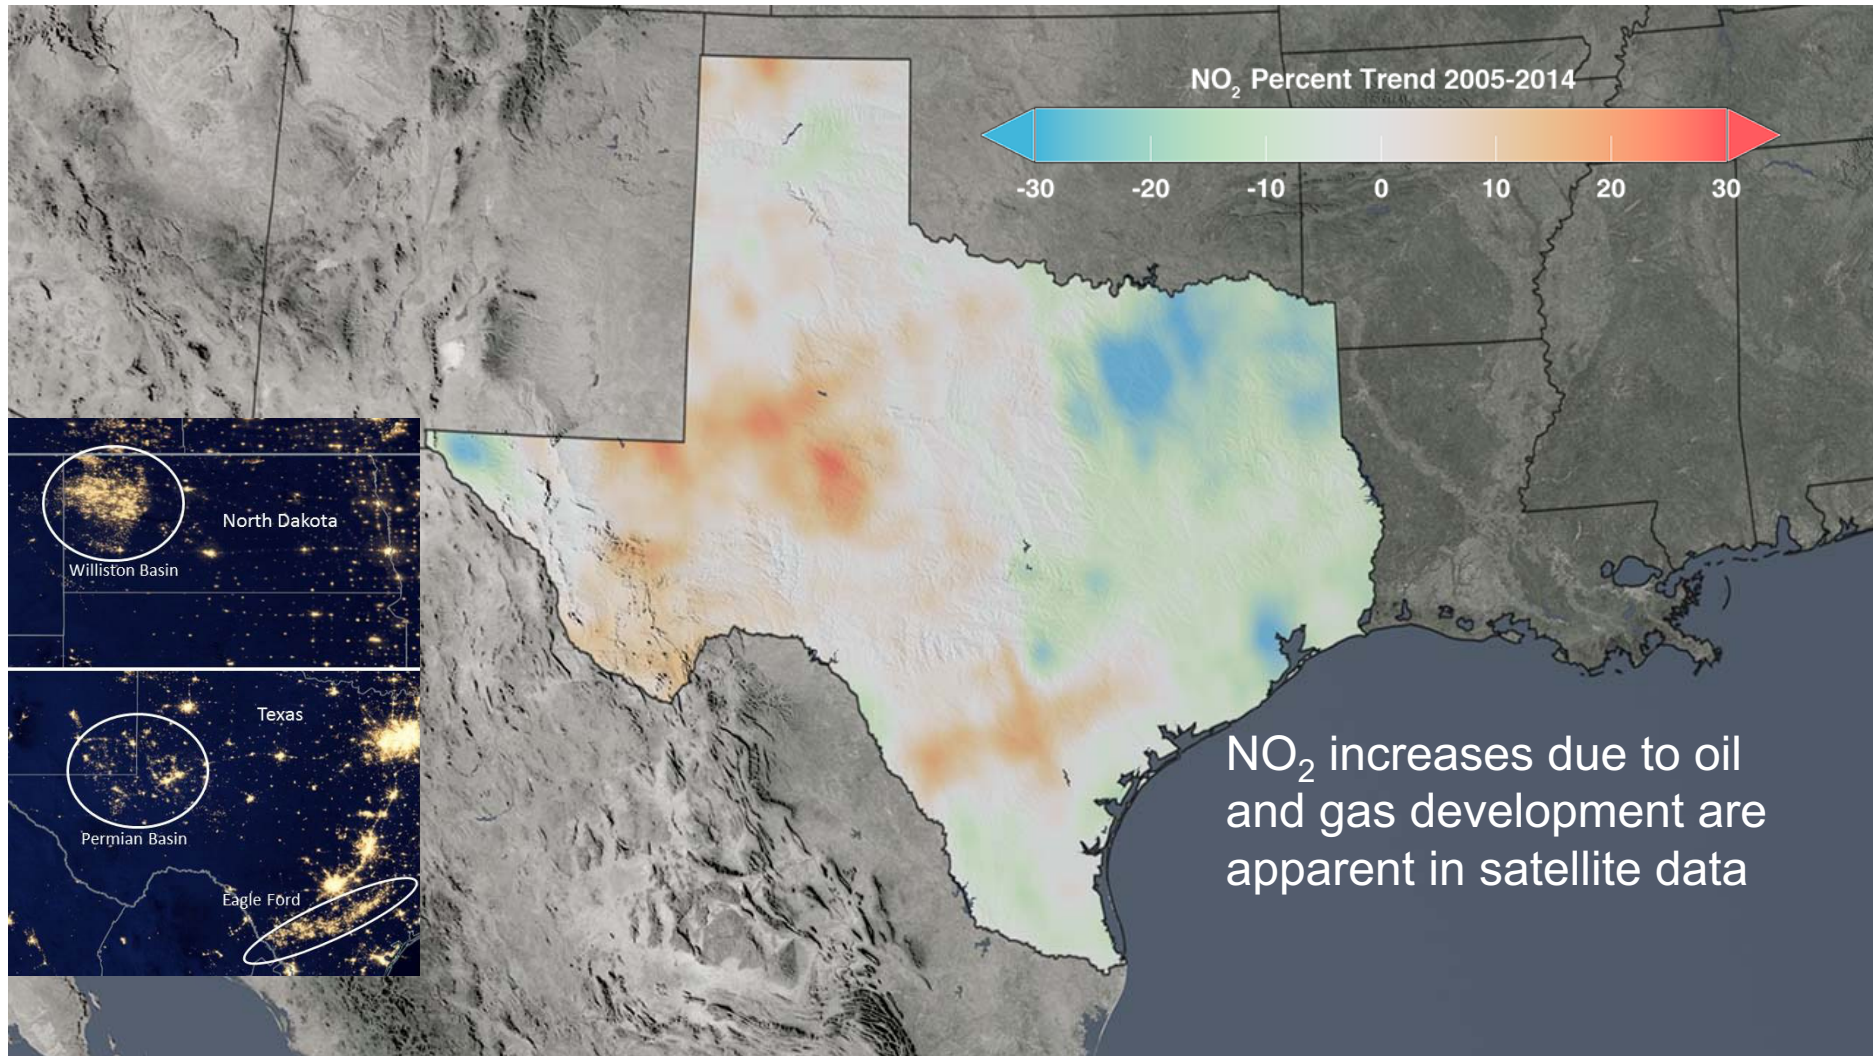 NO₂ Percent Trend 2005-2014
-30 -20 -10 0 10 20 30
North Dakota
Williston Basin
Texas
Permian Basin
Eagle Ford
NO₂ increases due to oil
and gas development are
apparent in satellite data